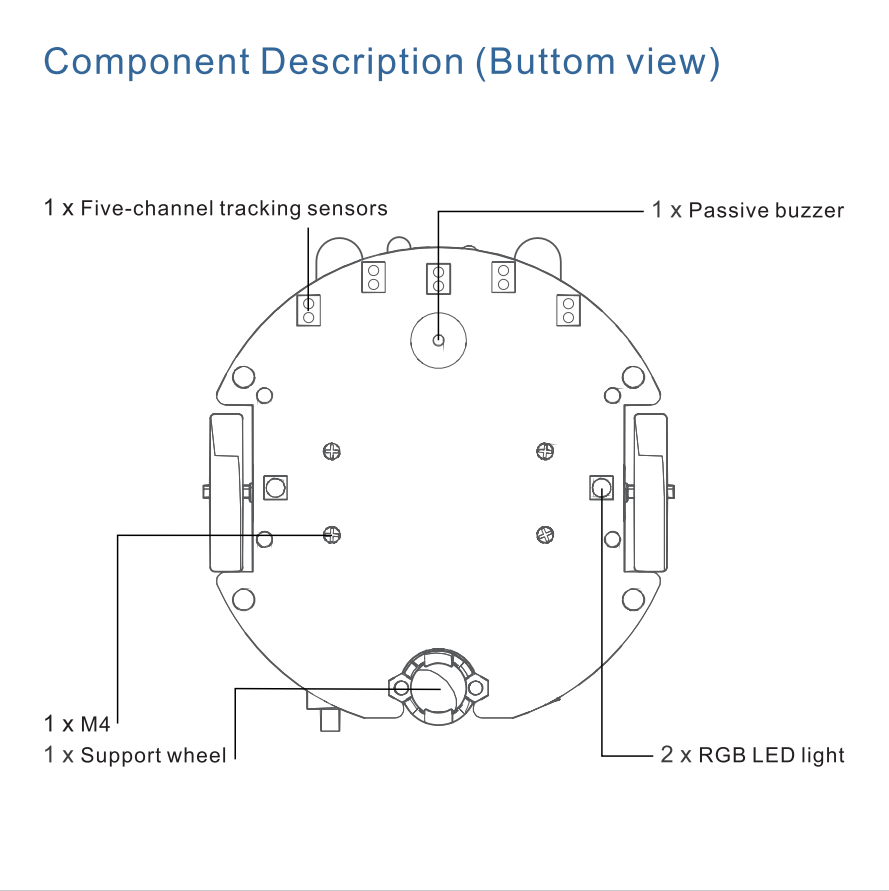 Component Description (Buttom view)
1 x Five-channel tracking sensors
1 x Passive buzzer
1 x M4
1 x Support wheel
2 x RGB LED light